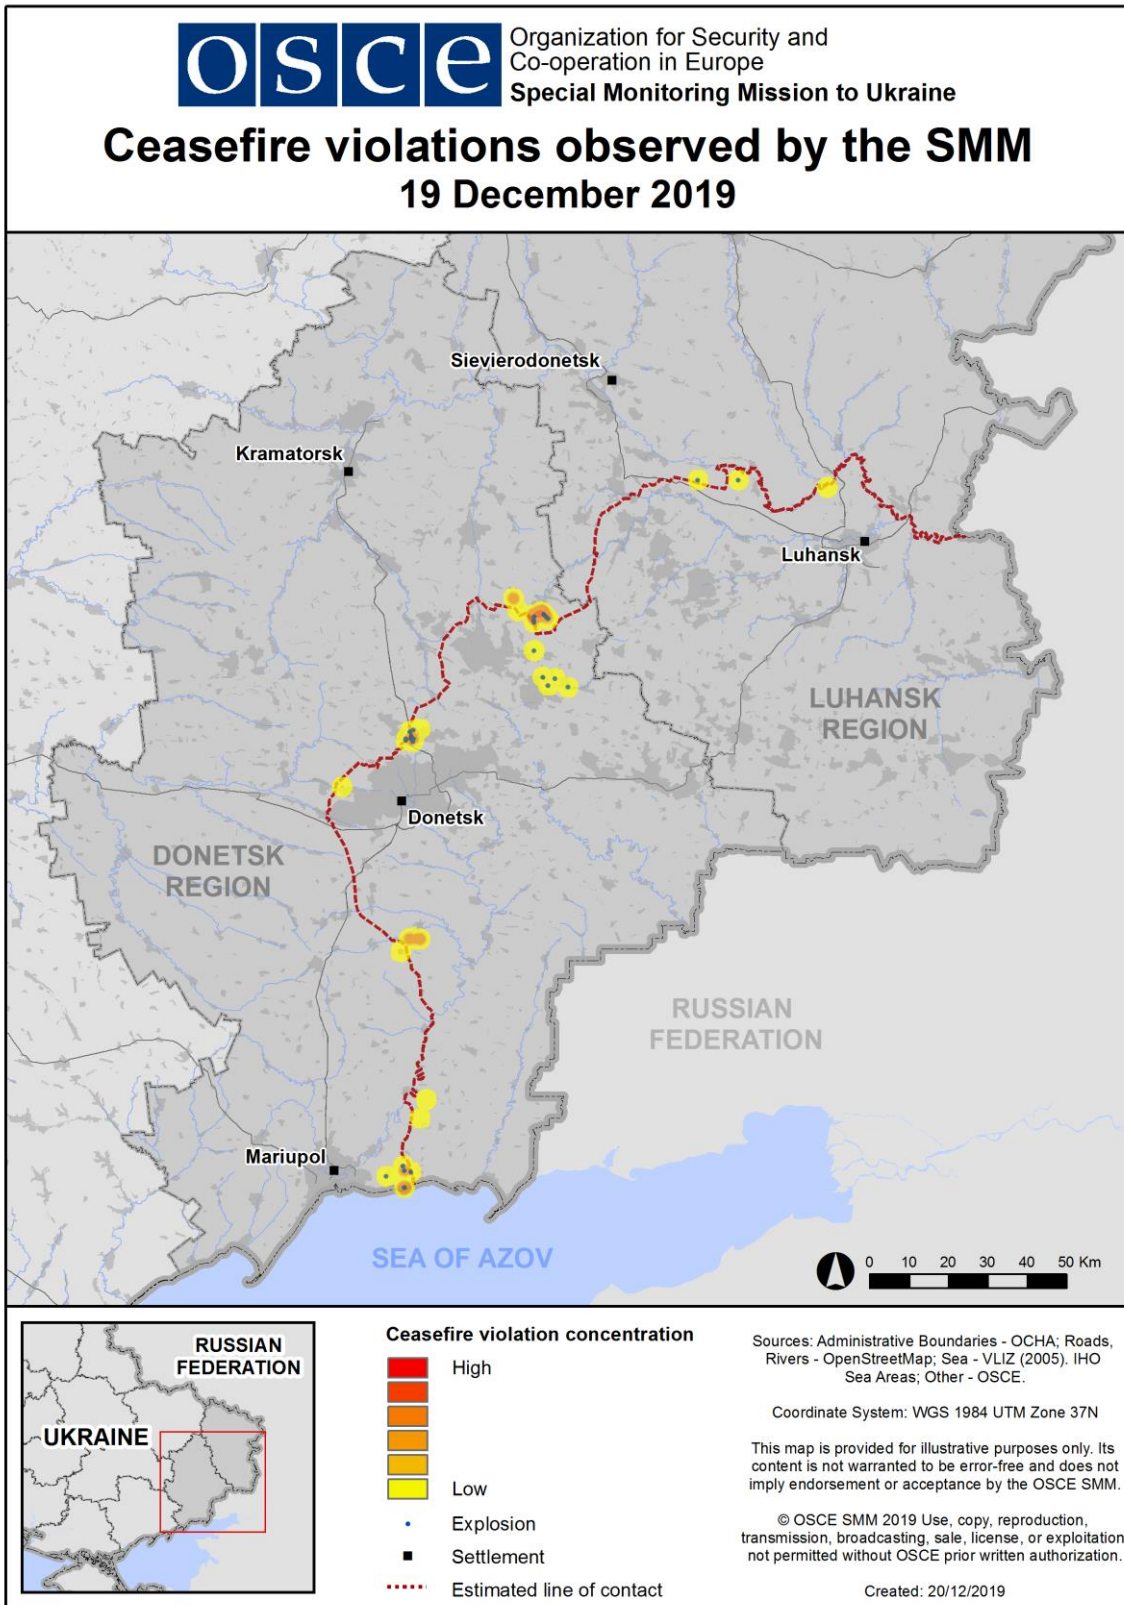 osce
Organization for Security and
Co-operation in Europe
Special Monitoring Mission to Ukraine
Ceasefire violations observed by the SMM
19 December 2019
Sievierodonetsk
Kramatorsk
Luhansk
LUHANSK
REGION
Donetsk
DONETSK
REGION
RUSSIAN
FEDERATION
Mariupol
SEA OF AZOV
0 10 20 30 40 50 Km
RUSSIAN
FEDERATION
UKRAINE
Ceasefire violation concentration
High
Low
Explosion
Settlement
Estimated line of contact
Sources: Administrative Boundaries - OCHA; Roads,
Rivers - OpenStreetMap; Sea - VLIZ (2005). IHO
Sea Areas; Other - OSCE.
Coordinate System: WGS 1984 UTM Zone 37N
This map is provided for illustrative purposes only. Its
content is not warranted to be error-free and does not
imply endorsement or acceptance by the OSCE SMM.
© OSCE SMM 2019 Use, copy, reproduction,
transmission, broadcasting, sale, license, or exploitation
not permitted without OSCE prior written authorization.
Created: 20/12/2019